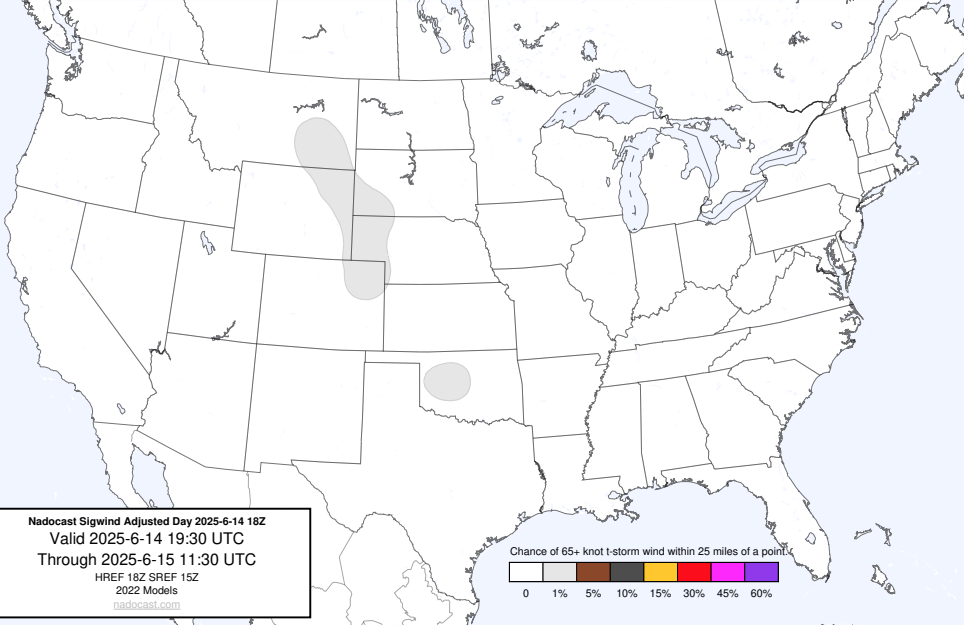 Nadocast Sigwind Adjusted Day 2025-6-14 18Z
Valid 2025-6-14 19:30 UTC
Through 2025-6-15 11:30 UTC
HREF 18Z SREF 15Z
2022 Models
nadocast.com
Chance of 65+ knot t-storm wind within 25 miles of a point.
0 1% 5% 10% 15% 30% 45% 60%